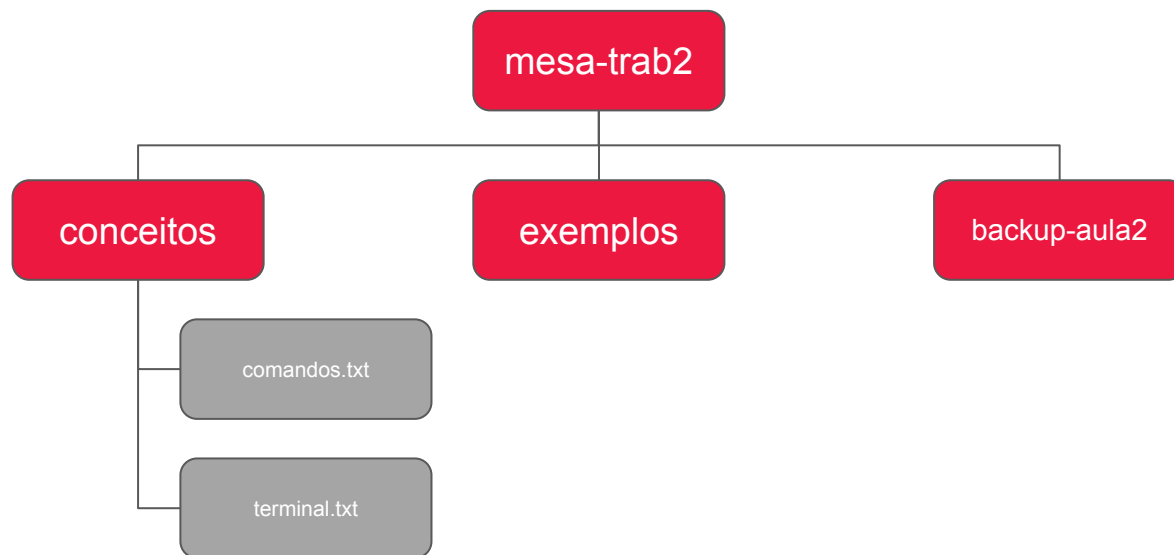 mesa-trab2
conceitos
exemplos
backup-aula2
comandos.txt
terminal.txt